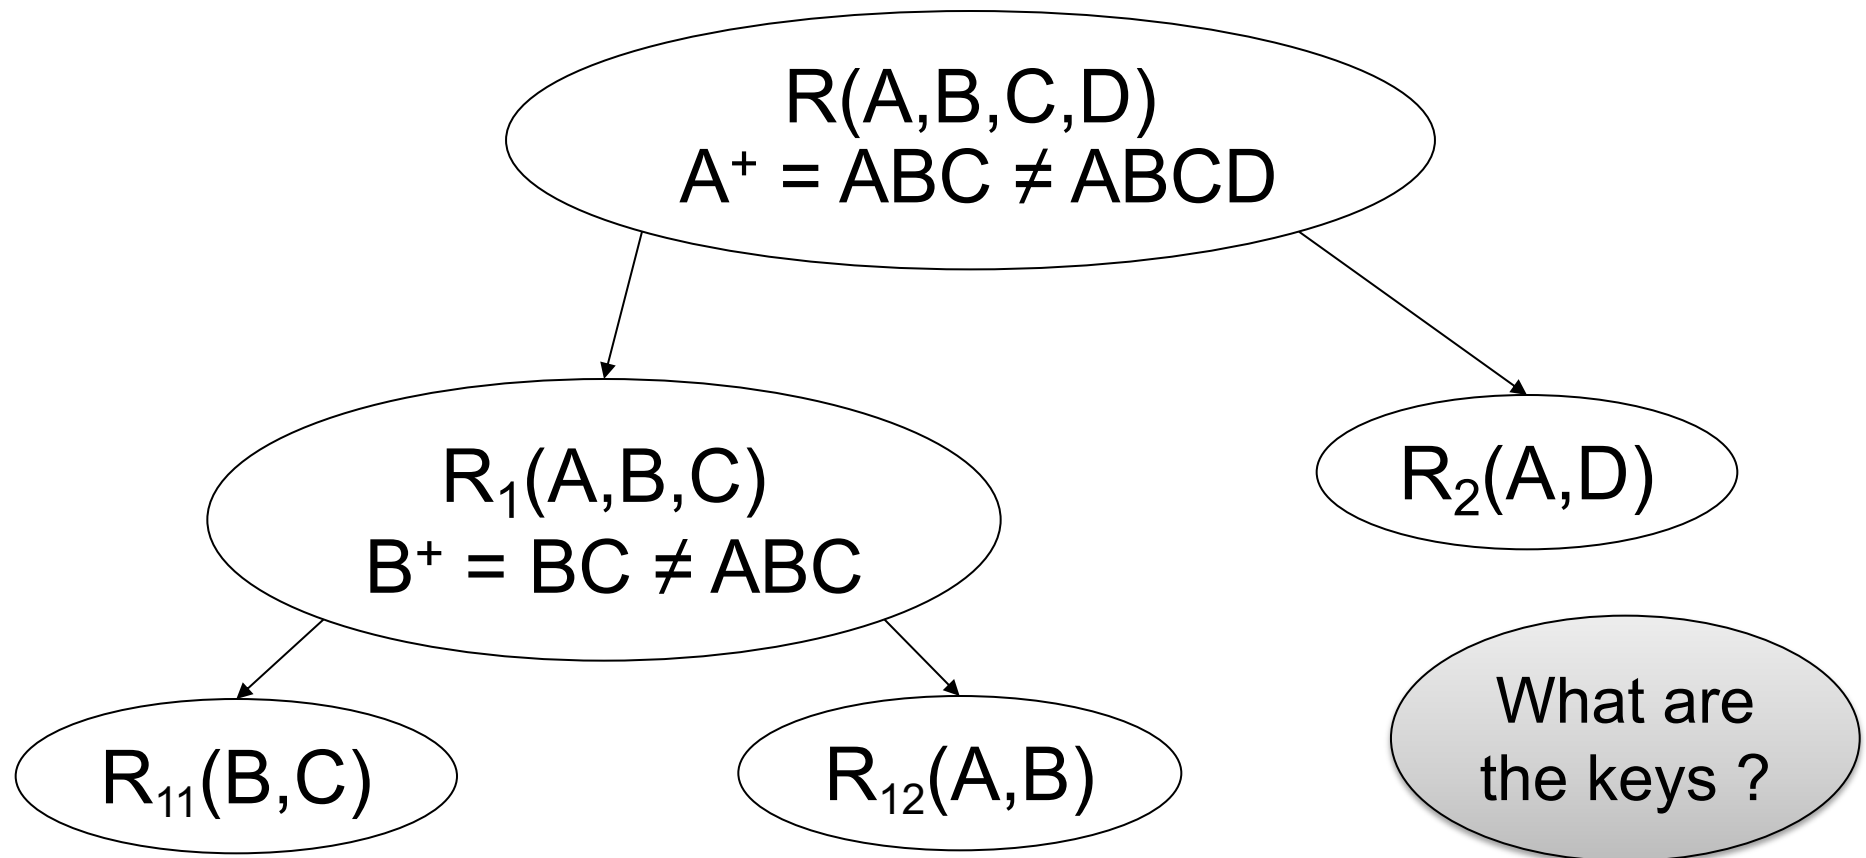 R(A,B,C,D)
A⁺ = ABC ≠ ABCD
R₁(A,B,C)
B⁺ = BC ≠ ABC
R₂(A,D)
R₁₁(B,C)
R₁₂(A,B)
What are
the keys ?